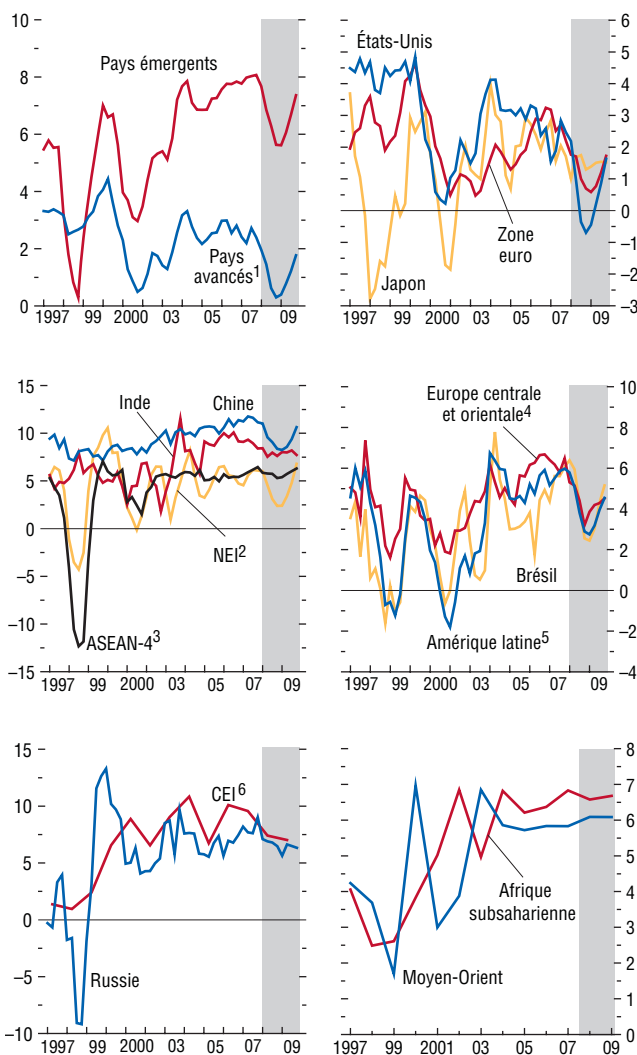 10
8
6
4
2
0
Pays émergents
Pays
avancés1
1997 99 2000 03 05 07 09
6
5
4
3
2
1
0
–1
–2
–3
États-Unis
Zone
euro
Japon
1997 99 2000 03 05 07 09
15
10
5
0
–5
–10
–15
Inde
Chine
NEI2
ASEAN-43
1997 99 2000 03 05 07 09
10
8
6
4
2
0
–2
–4
Europe centrale
et orientale4
Brésil
Amérique latine5
1997 99 2000 03 05 07 09
15
10
5
0
–5
–10
CEI6
Russie
1997 99 2000 03 05 07 09
8
7
6
5
4
3
2
1
0
Afrique
subsaharienne
Moyen-Orient
1997 99 2001 03 05 07 09